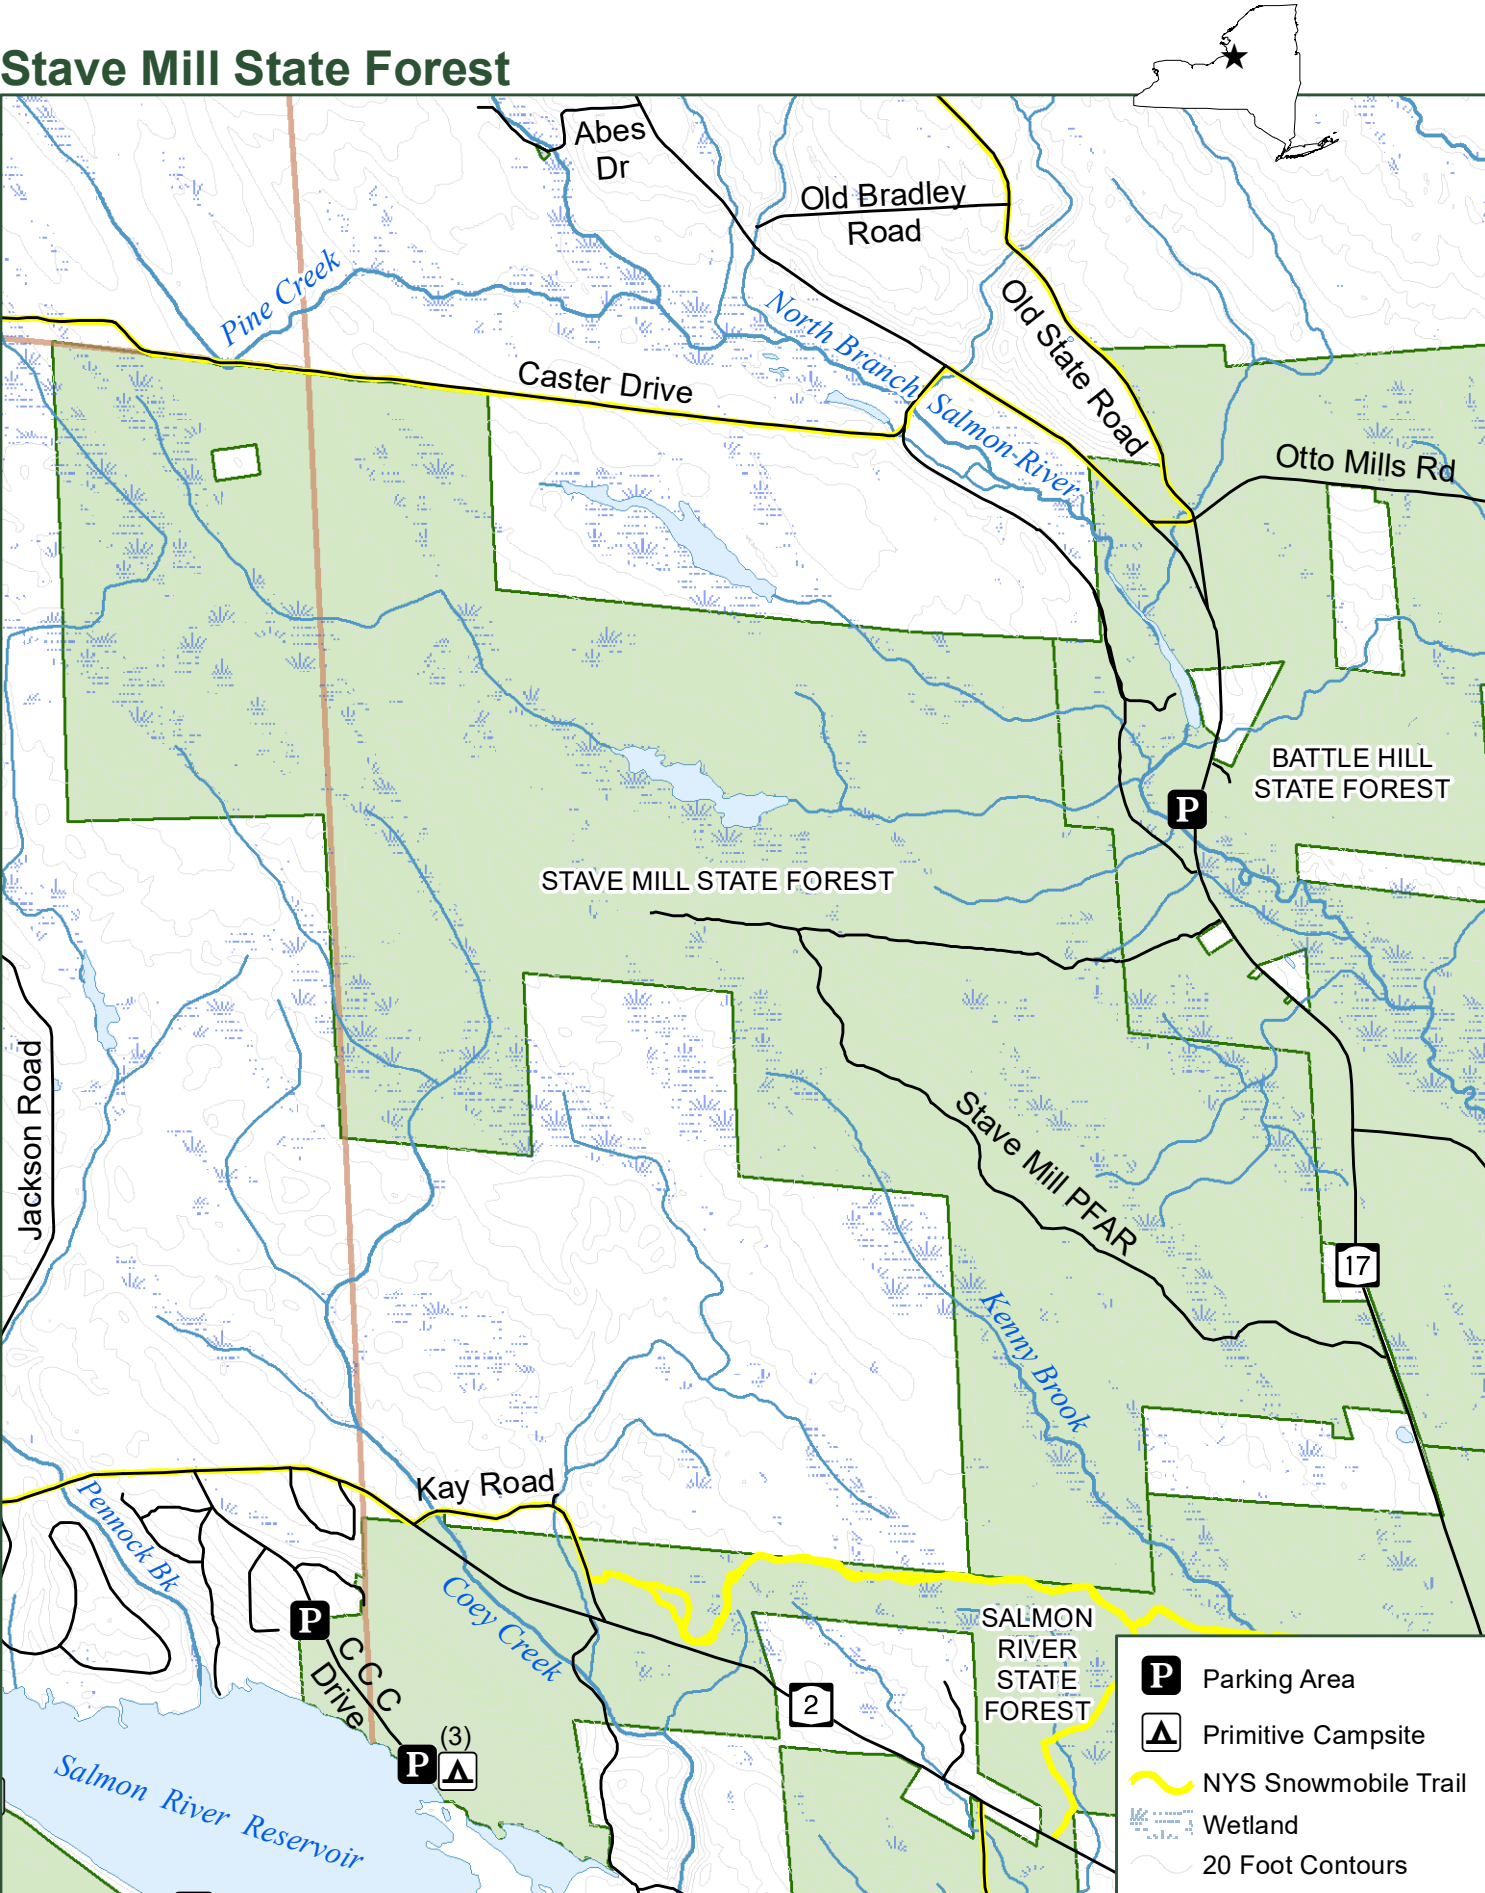 Stave Mill State Forest
Abes
Dr
Old Bradley
Road
Pine Creek
North Branch
Salmon River
Old State Road
Caster Drive
Otto Mills Rd
BATTLE HILL
STATE FOREST
P
STAVE MILL STATE FOREST
Jackson Road
Stave Mill PFAR
17
Kenny Brook
Kay Road
Pennock Bk
Coey Creek
P
C C C
Drive
SALMON
RIVER
STATE
FOREST
2
(3)
P
Salmon River Reservoir
P Parking Area
Primitive Campsite
NYS Snowmobile Trail
Wetland
20 Foot Contours